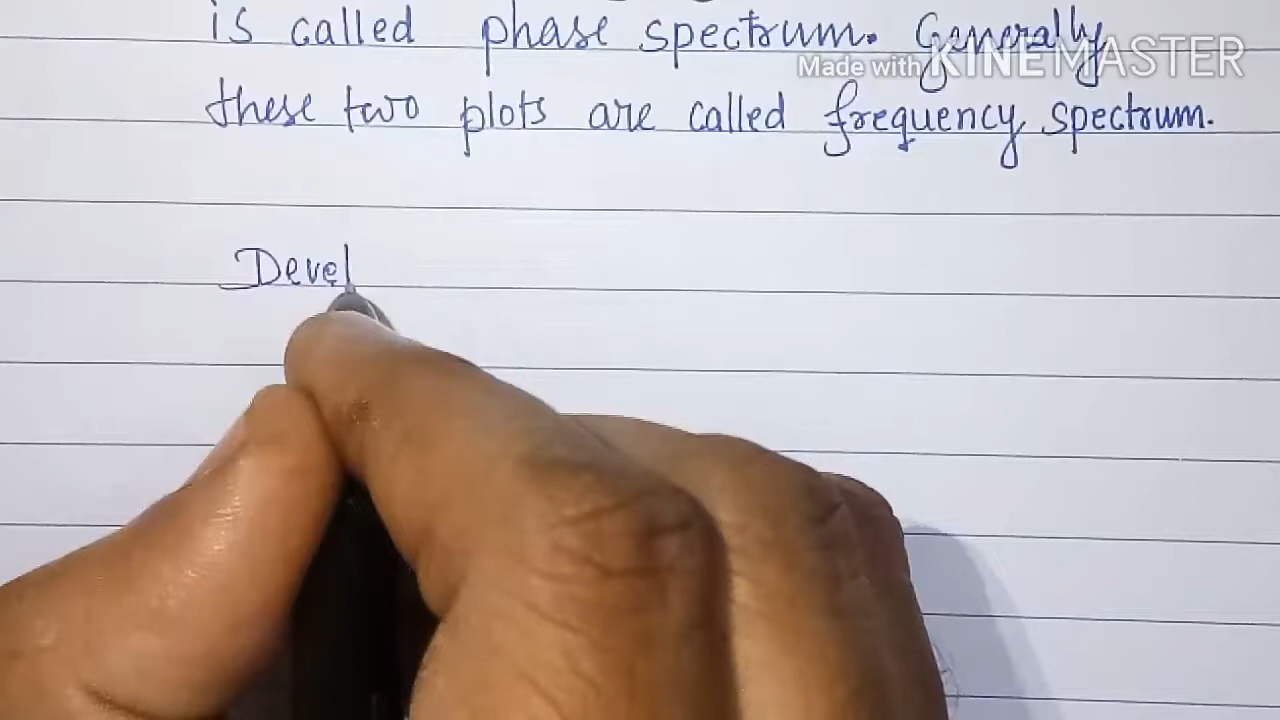 is called phase spectrum. Generally
Made with KINEMASTER
these two plots are called frequency spectrum.
Devel